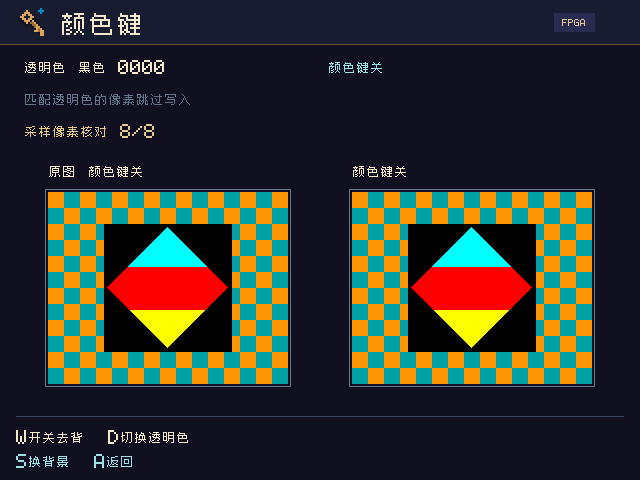 颜色键 FPGA
透明色 黑色 0000 颜色键关
匹配透明色的像素跳过写入
采样像素核对 8/8
原图 颜色键关 颜色键关
W开关去背 D切换透明色
S换背景 A返回